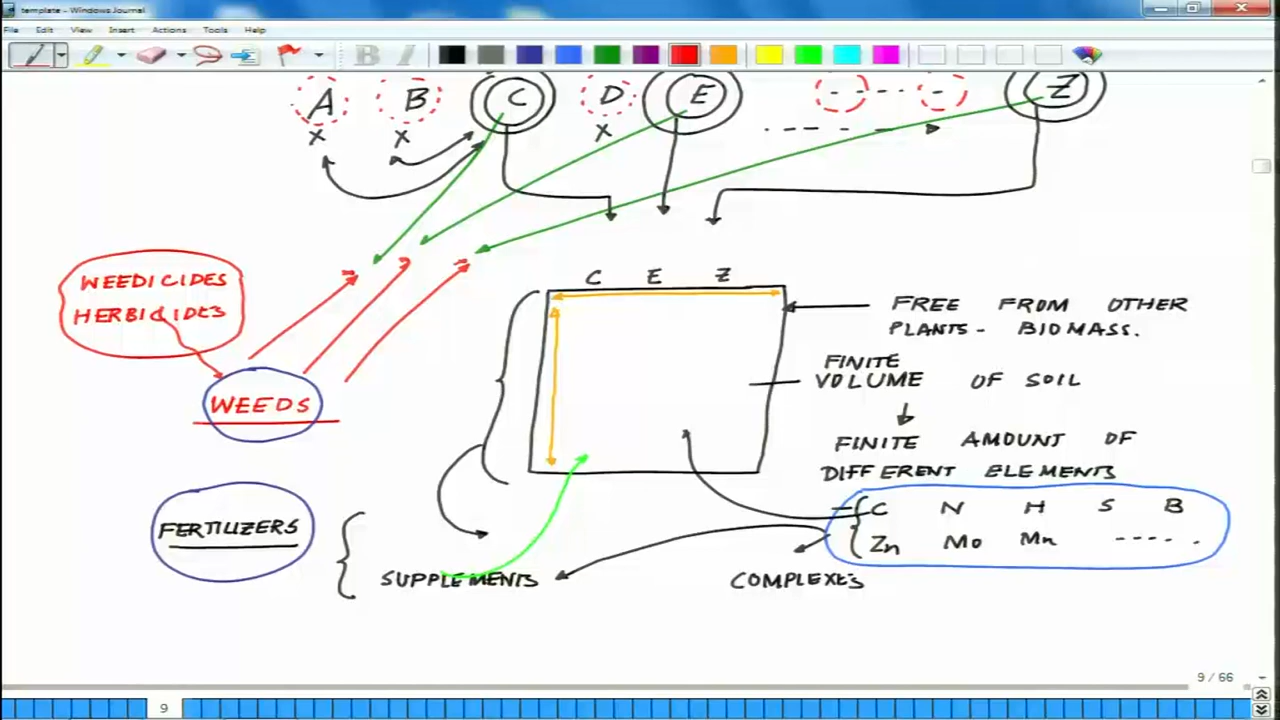 template - Windows Journal
File Edit View Insert Actions Tools Help
B I
A B C D E ---- - Z
x x x ---- - 
C E Z
WEEDICIDES
HERBICIDES
WEEDS
FREE FROM OTHER
PLANTS - BIOMASS.
FINITE
VOLUME OF SOIL
FINITE AMOUNT OF
DIFFERENT ELEMENTS
C N H S B
Zn Mo Mn -----.
FERTILIZERS
SUPPLEMENTS
COMPLEXES
9 / 66
9